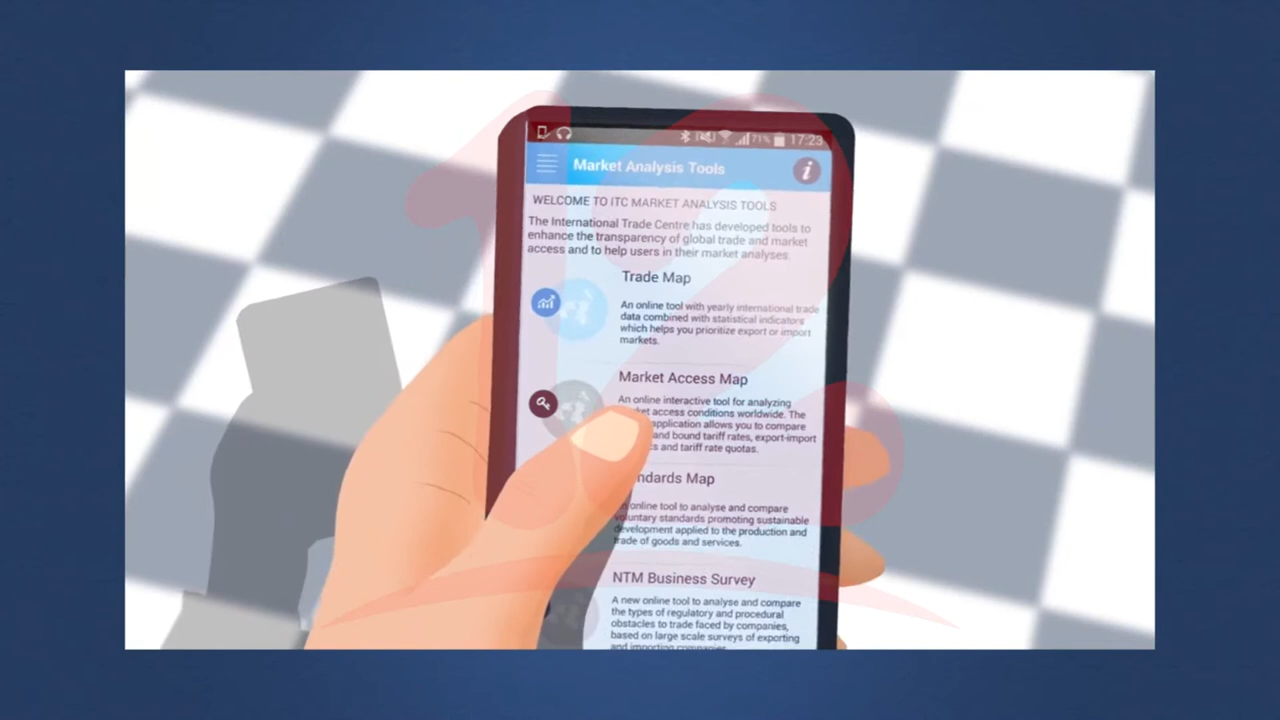 71% 17:23
Market Analysis Tools
WELCOME TO ITC MARKET ANALYSIS TOOLS
The International Trade Centre has developed tools to
enhance the transparency of global trade and market
access and to help users in their market analyses.
Trade Map
An online tool with yearly international trade
data combined with statistical indicators
which helps you prioritize export or import
markets.
Market Access Map
An online interactive tool for analyzing
access conditions worldwide. The
application allows you to compare
and bound tariff rates, export-import
and tariff rate quotas.
Map
online tool to analyse and compare
voluntary standards promoting sustainable
development applied to the production and
trade of goods and services.
NTM Business Survey
A new online tool to analyse and compare
the types of regulatory and procedural
obstacles to trade faced by companies,
based on large scale surveys of exporting
and importing companies.
12